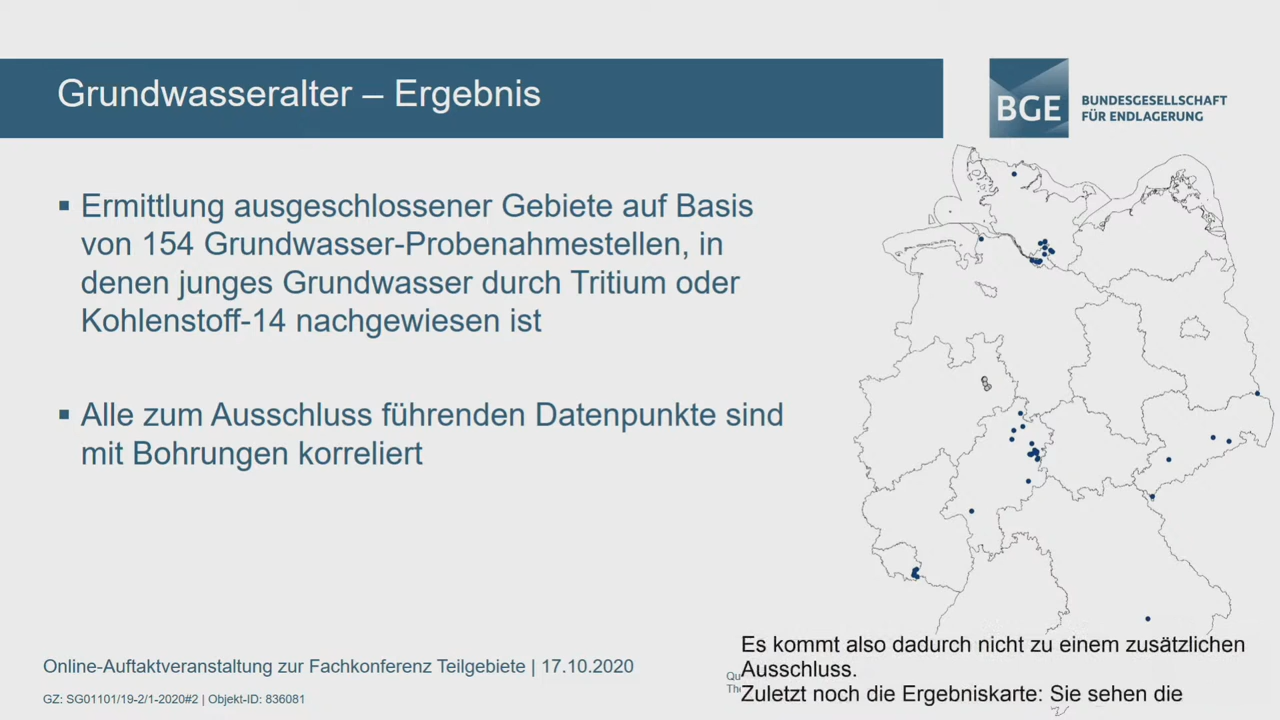 Grundwasseralter – Ergebnis
BGE
BUNDESGESELLSCHAFT
FÜR ENDLAGERUNG
▪ Ermittlung ausgeschlossener Gebiete auf Basis
von 154 Grundwasser-Probenahmestellen, in
denen junges Grundwasser durch Tritium oder
Kohlenstoff-14 nachgewiesen ist
▪ Alle zum Ausschluss führenden Datenpunkte sind
mit Bohrungen korreliert
Es kommt also dadurch nicht zu einem zusätzlichen
Ausschluss.
Zuletzt noch die Ergebniskarte: Sie sehen die
Online-Auftaktveranstaltung zur Fachkonferenz Teilgebiete | 17.10.2020
GZ: SG01101/19-2/1-2020#2 | Objekt-ID: 836081